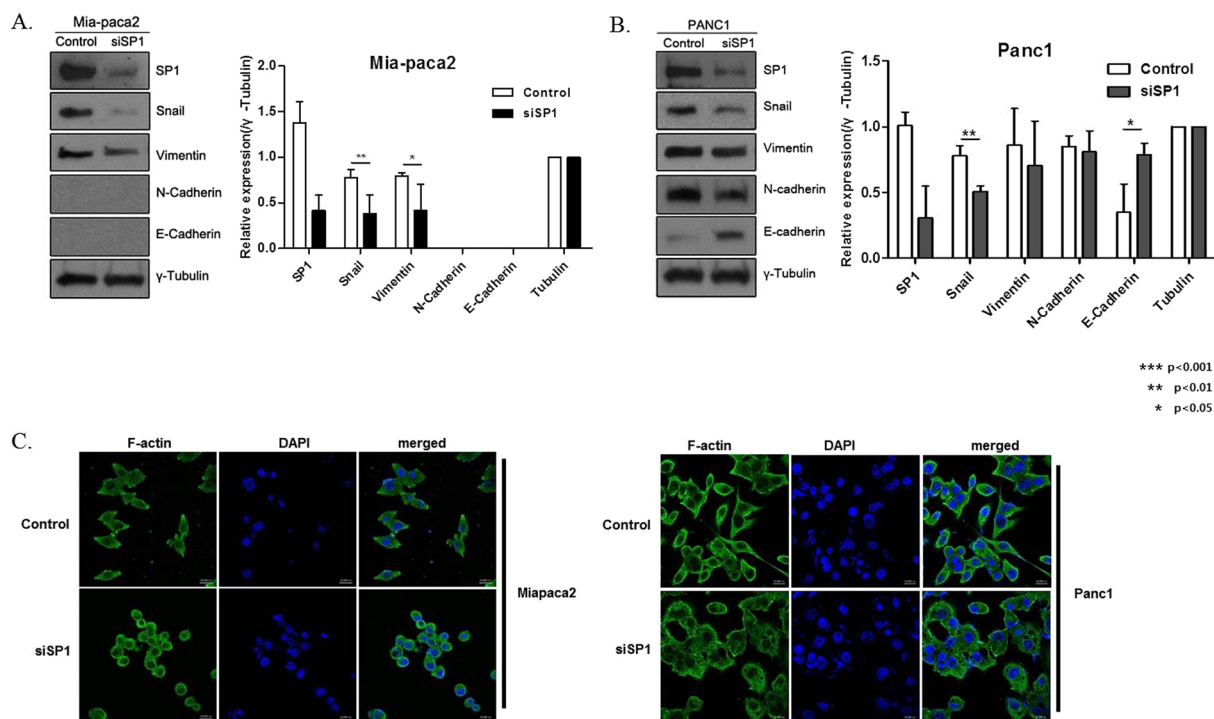 A.
Mia-paca2
Control siSP1
SP1
Snail
Vimentin
N-Cadherin
E-Cadherin
γ-Tubulin
Mia-paca2
Relative expression(/γ -Tubulin)
2.0
1.5
1.0
0.5
0.0
Control
siSP1
**
*
SP1
Snail
Vimentin
N-Cadherin
E-Cadherin
Tubulin
B.
PANC1
Control siSP1
SP1
Snail
Vimentin
N-cadherin
E-cadherin
γ-Tubulin
Panc1
Relative expression(/γ -Tubulin)
1.5
1.0
0.5
0.0
Control
siSP1
**
*
SP1
Snail
Vimentin
N-Cadherin
E-Cadherin
Tubulin
*** p<0.001
** p<0.01
* p<0.05
C.
F-actin DAPI merged
Control
siSP1
Miapaca2
F-actin DAPI merged
Control
siSP1
Panc1